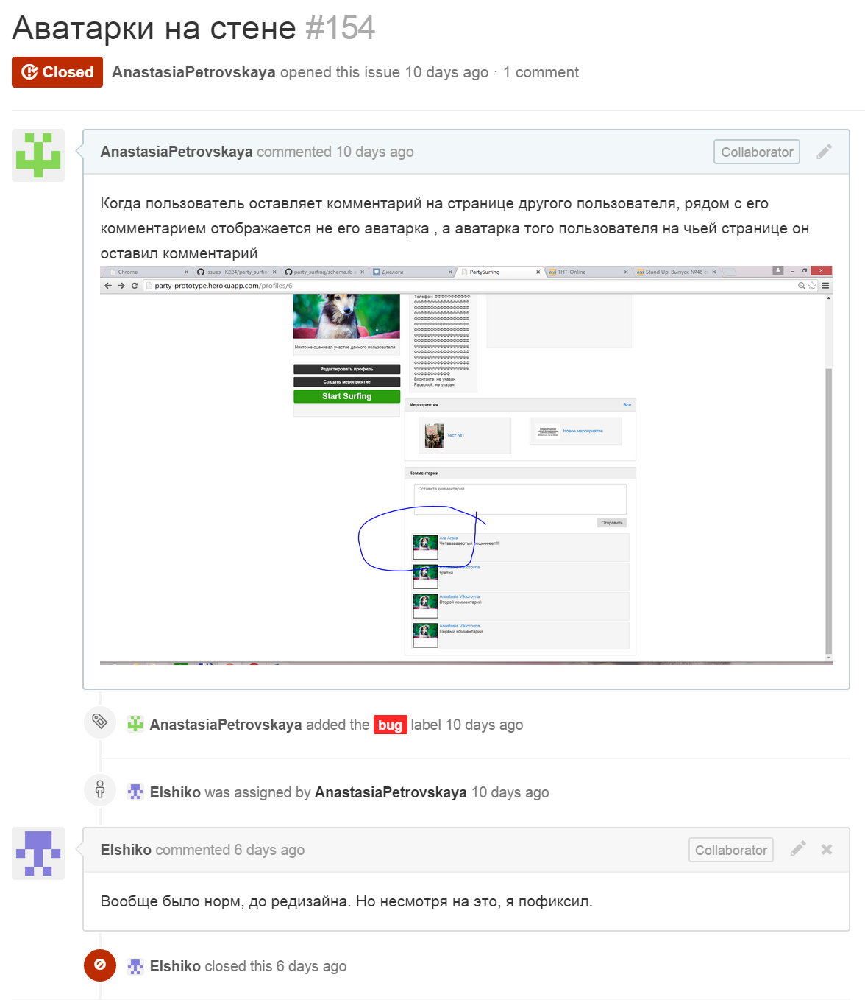 Аватарки на стене #154
Closed AnastasiaPetrovskaya opened this issue 10 days ago · 1 comment
AnastasiaPetrovskaya commented 10 days ago Collaborator
Когда пользователь оставляет комментарий на странице другого пользователя, рядом с его
комментарием отображается не его аватарка , а аватарка того пользователя на чьей странице он
оставил комментарий
Chrome Issues - K224/party_surfin party_surfing/schema.rb Диалоги PartySurfing ТНТ-Online Stand Up: Выпуск №46
party-prototype.herokuapp.com/profiles/6
Телефон:
Никто не оценивал участие данного пользователя
Редактировать профиль
Создать мероприятие
Start Surfing
Вконтакте: не указан
Facebook: не указан
Мероприятия Все
Тест №1 Новое мероприятие
Комментарии
Оставьте комментарий
Отправить
Ara Arara
Anastasia Viktorovna
третий
Anastasia Viktorovna
Второй комментарий
Anastasia Viktorovna
Первый комментарий
AnastasiaPetrovskaya added the bug label 10 days ago
Elshiko was assigned by AnastasiaPetrovskaya 10 days ago
Elshiko commented 6 days ago Collaborator
Вообще было норм, до редизайна. Но несмотря на это, я пофиксил.
Elshiko closed this 6 days ago